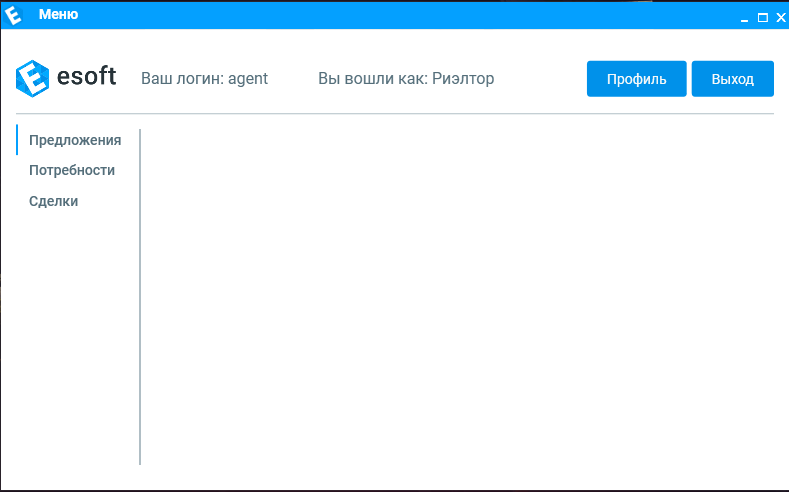 Меню
esoft
Ваш логин: agent
Вы вошли как: Риэлтор
Профиль
Выход
Предложения
Потребности
Сделки